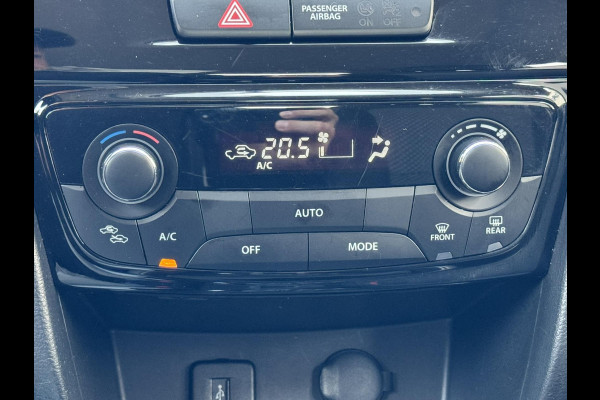 PASSENGER
AIRBAG
ON
OFF
20.5
A/C
AUTO
A/C
OFF
MODE
FRONT
REAR